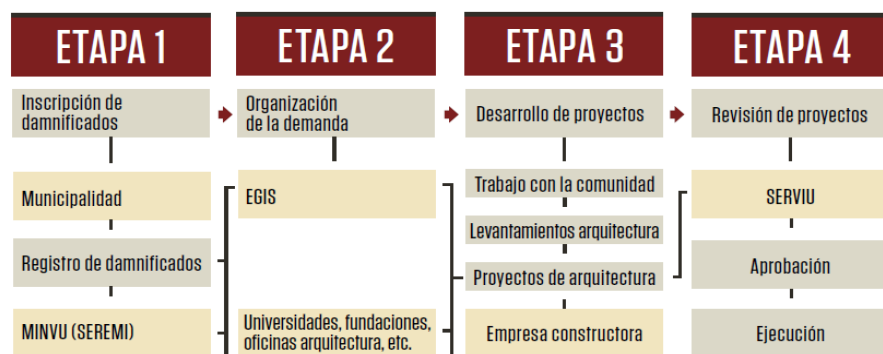 ETAPA 1
Inscripción de
damnificados
Municipalidad
Registro de damnificados
MINVU (SEREMI)
ETAPA 2
Organización
de la demanda
EGIS
Universidades, fundaciones,
oficinas arquitectura, etc.
ETAPA 3
Desarrollo de proyectos
Trabajo con la comunidad
Levantamientos arquitectura
Proyectos de arquitectura
Empresa constructora
ETAPA 4
Revisión de proyectos
SERVIU
Aprobación
Ejecución